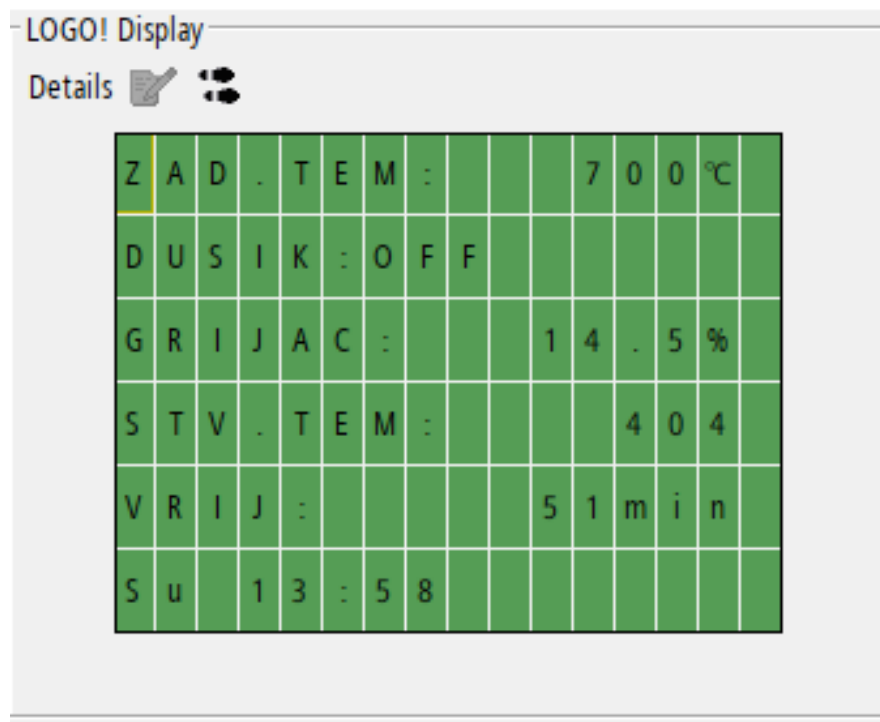 LOGO! Display
Details
ZAD.TEM: 700℃
DUSIK:OFF
GRIJAC: 14.5%
STV.TEM: 404
VRIJ: 51min
Su 13:58